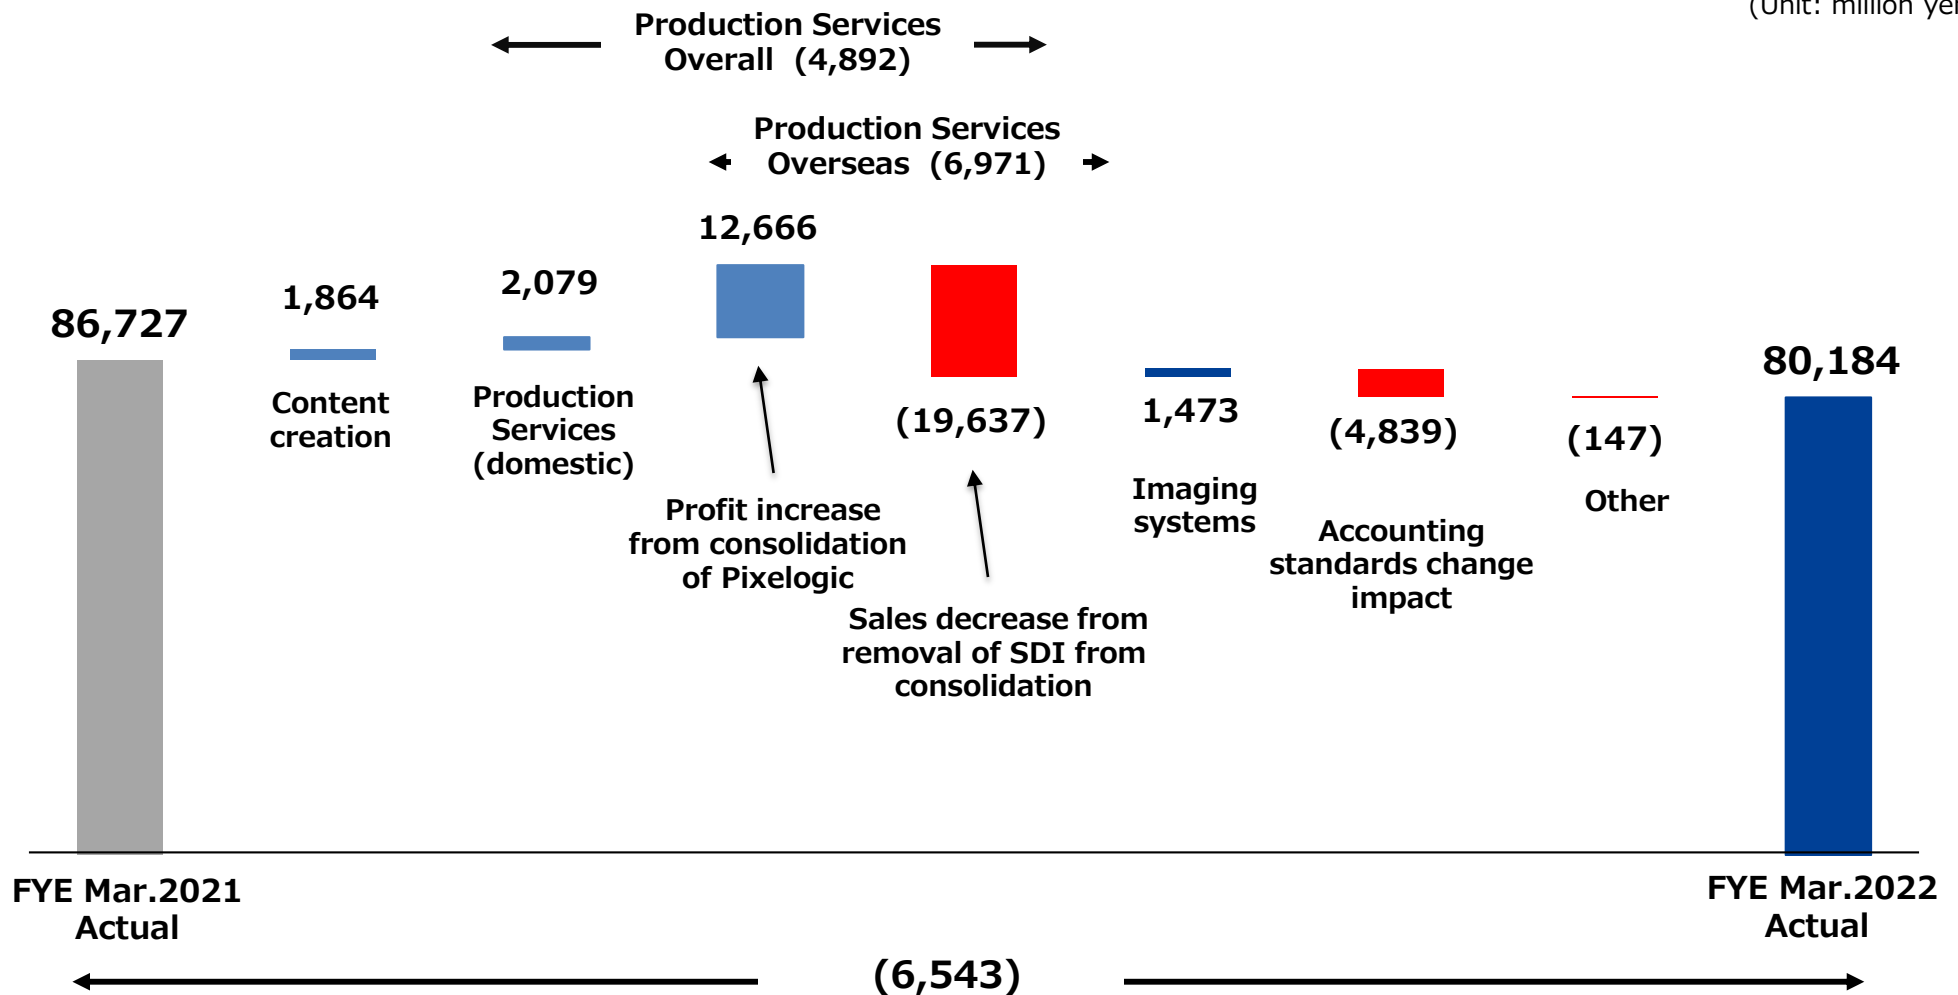 (Unit: million yen
Production Services
Overall (4,892)
Production Services
Overseas (6,971)
86,727
1,864
Content
creation
2,079
Production
Services
(domestic)
12,666
Profit increase
from consolidation
of Pixelogic
(19,637)
Sales decrease from
removal of SDI from
consolidation
1,473
Imaging
systems
(4,839)
Accounting
standards change
impact
(147)
Other
80,184
FYE Mar.2021
Actual
FYE Mar.2022
Actual
(6,543)